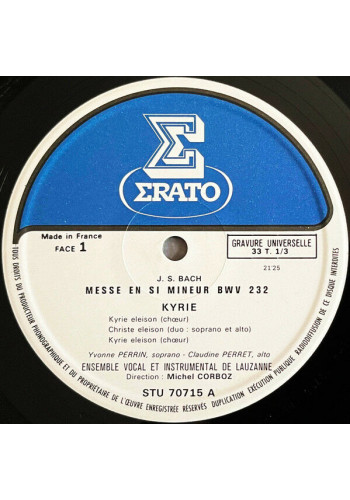 Σ
ΣRATO
Made in France
FACE 1
GRAVURE UNIVERSELLE
33 T. 1/3
21'25
J. S. BACH
MESSE EN SI MINEUR BWV 232
KYRIE
Kyrie eleison (chœur)
Christe eleison (duo : soprano et alto)
Kyrie eleison (chœur)
Yvonne PERRIN, soprano - Claudine PERRET, alto
ENSEMBLE VOCAL ET INSTRUMENTAL DE LAUZANNE
Direction : Michel CORBOZ
STU 70715 A
TOUS DROITS DU PRODUCTEUR PHONOGRAPHIQUE ET DU PROPRIÉTAIRE DE L'ŒUVRE ENREGISTRÉE RÉSERVÉS DUPLICATION EXÉCUTION PUBLIQUE RADIODIFFUSION DE CE DISQUE INTERDITES